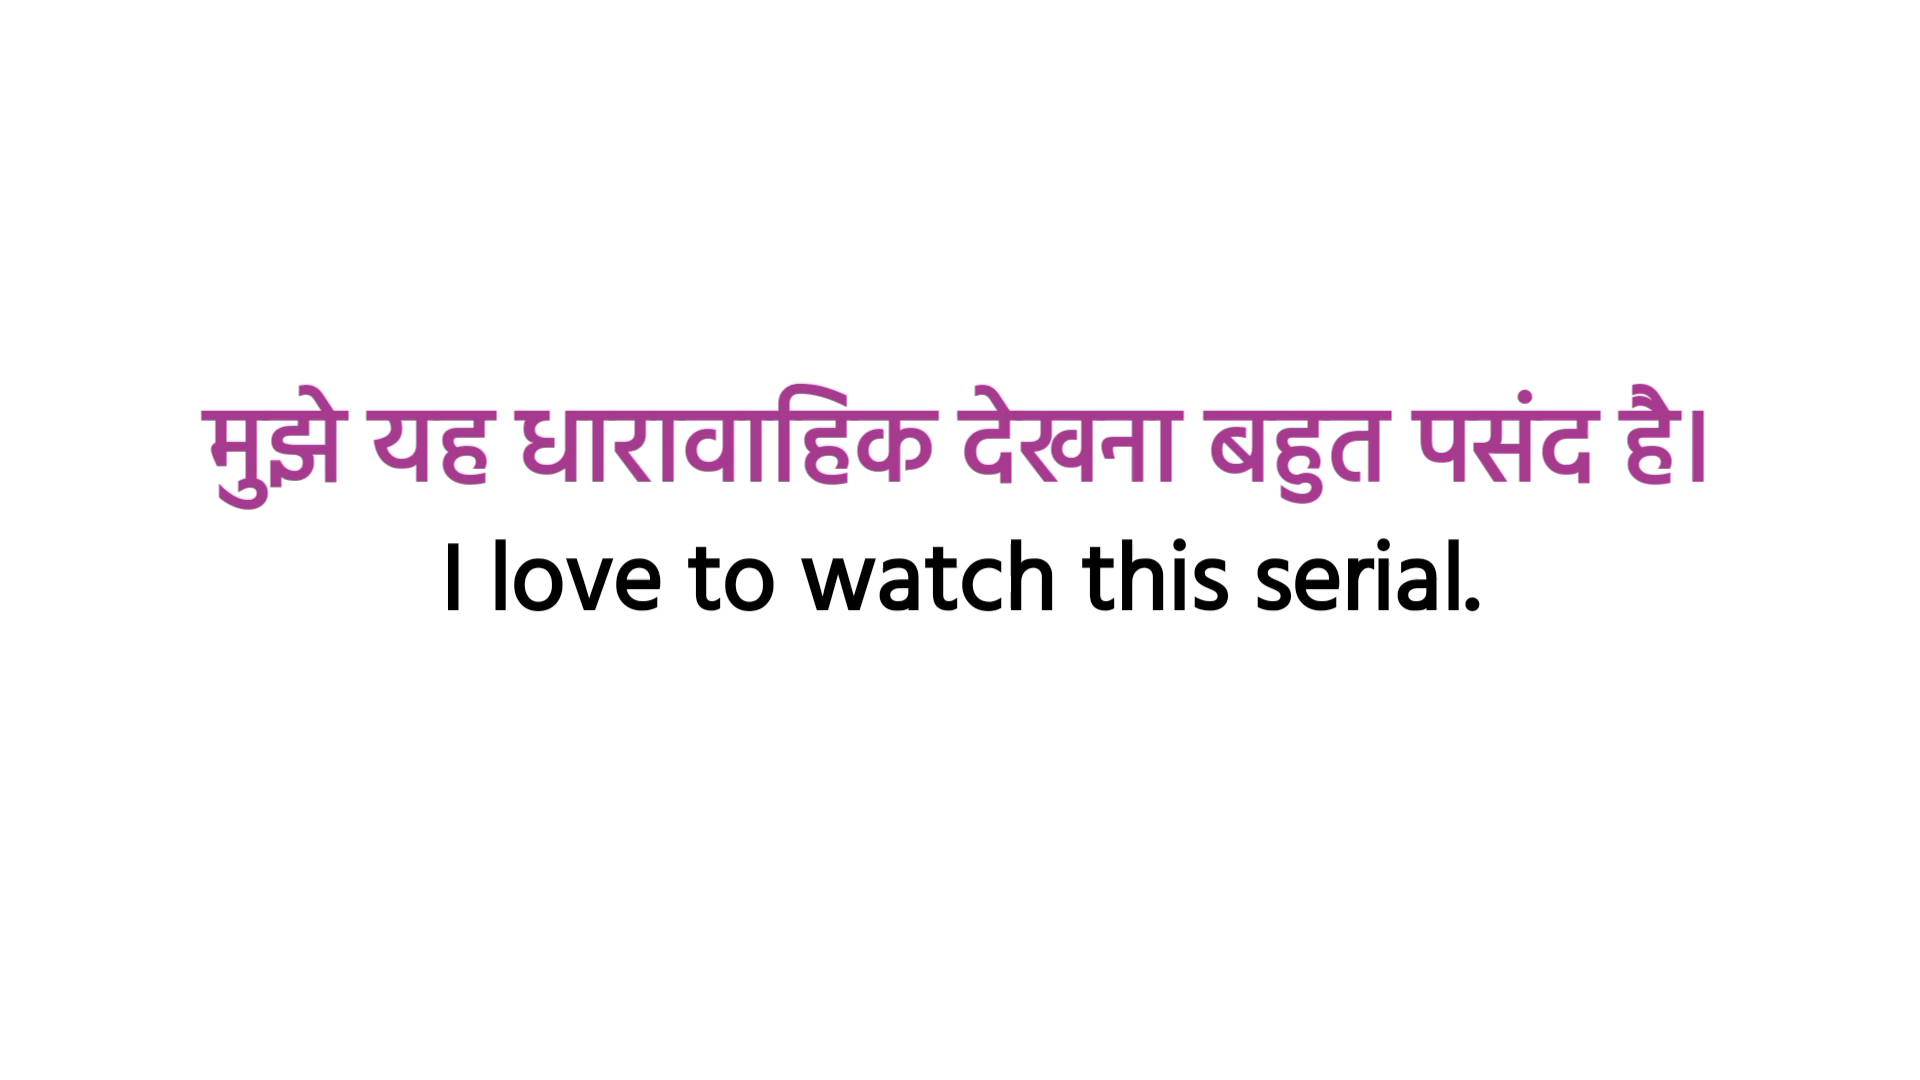 मुझे यह धारावाहिक देखना बहुत पसंद है।
I love to watch this serial.